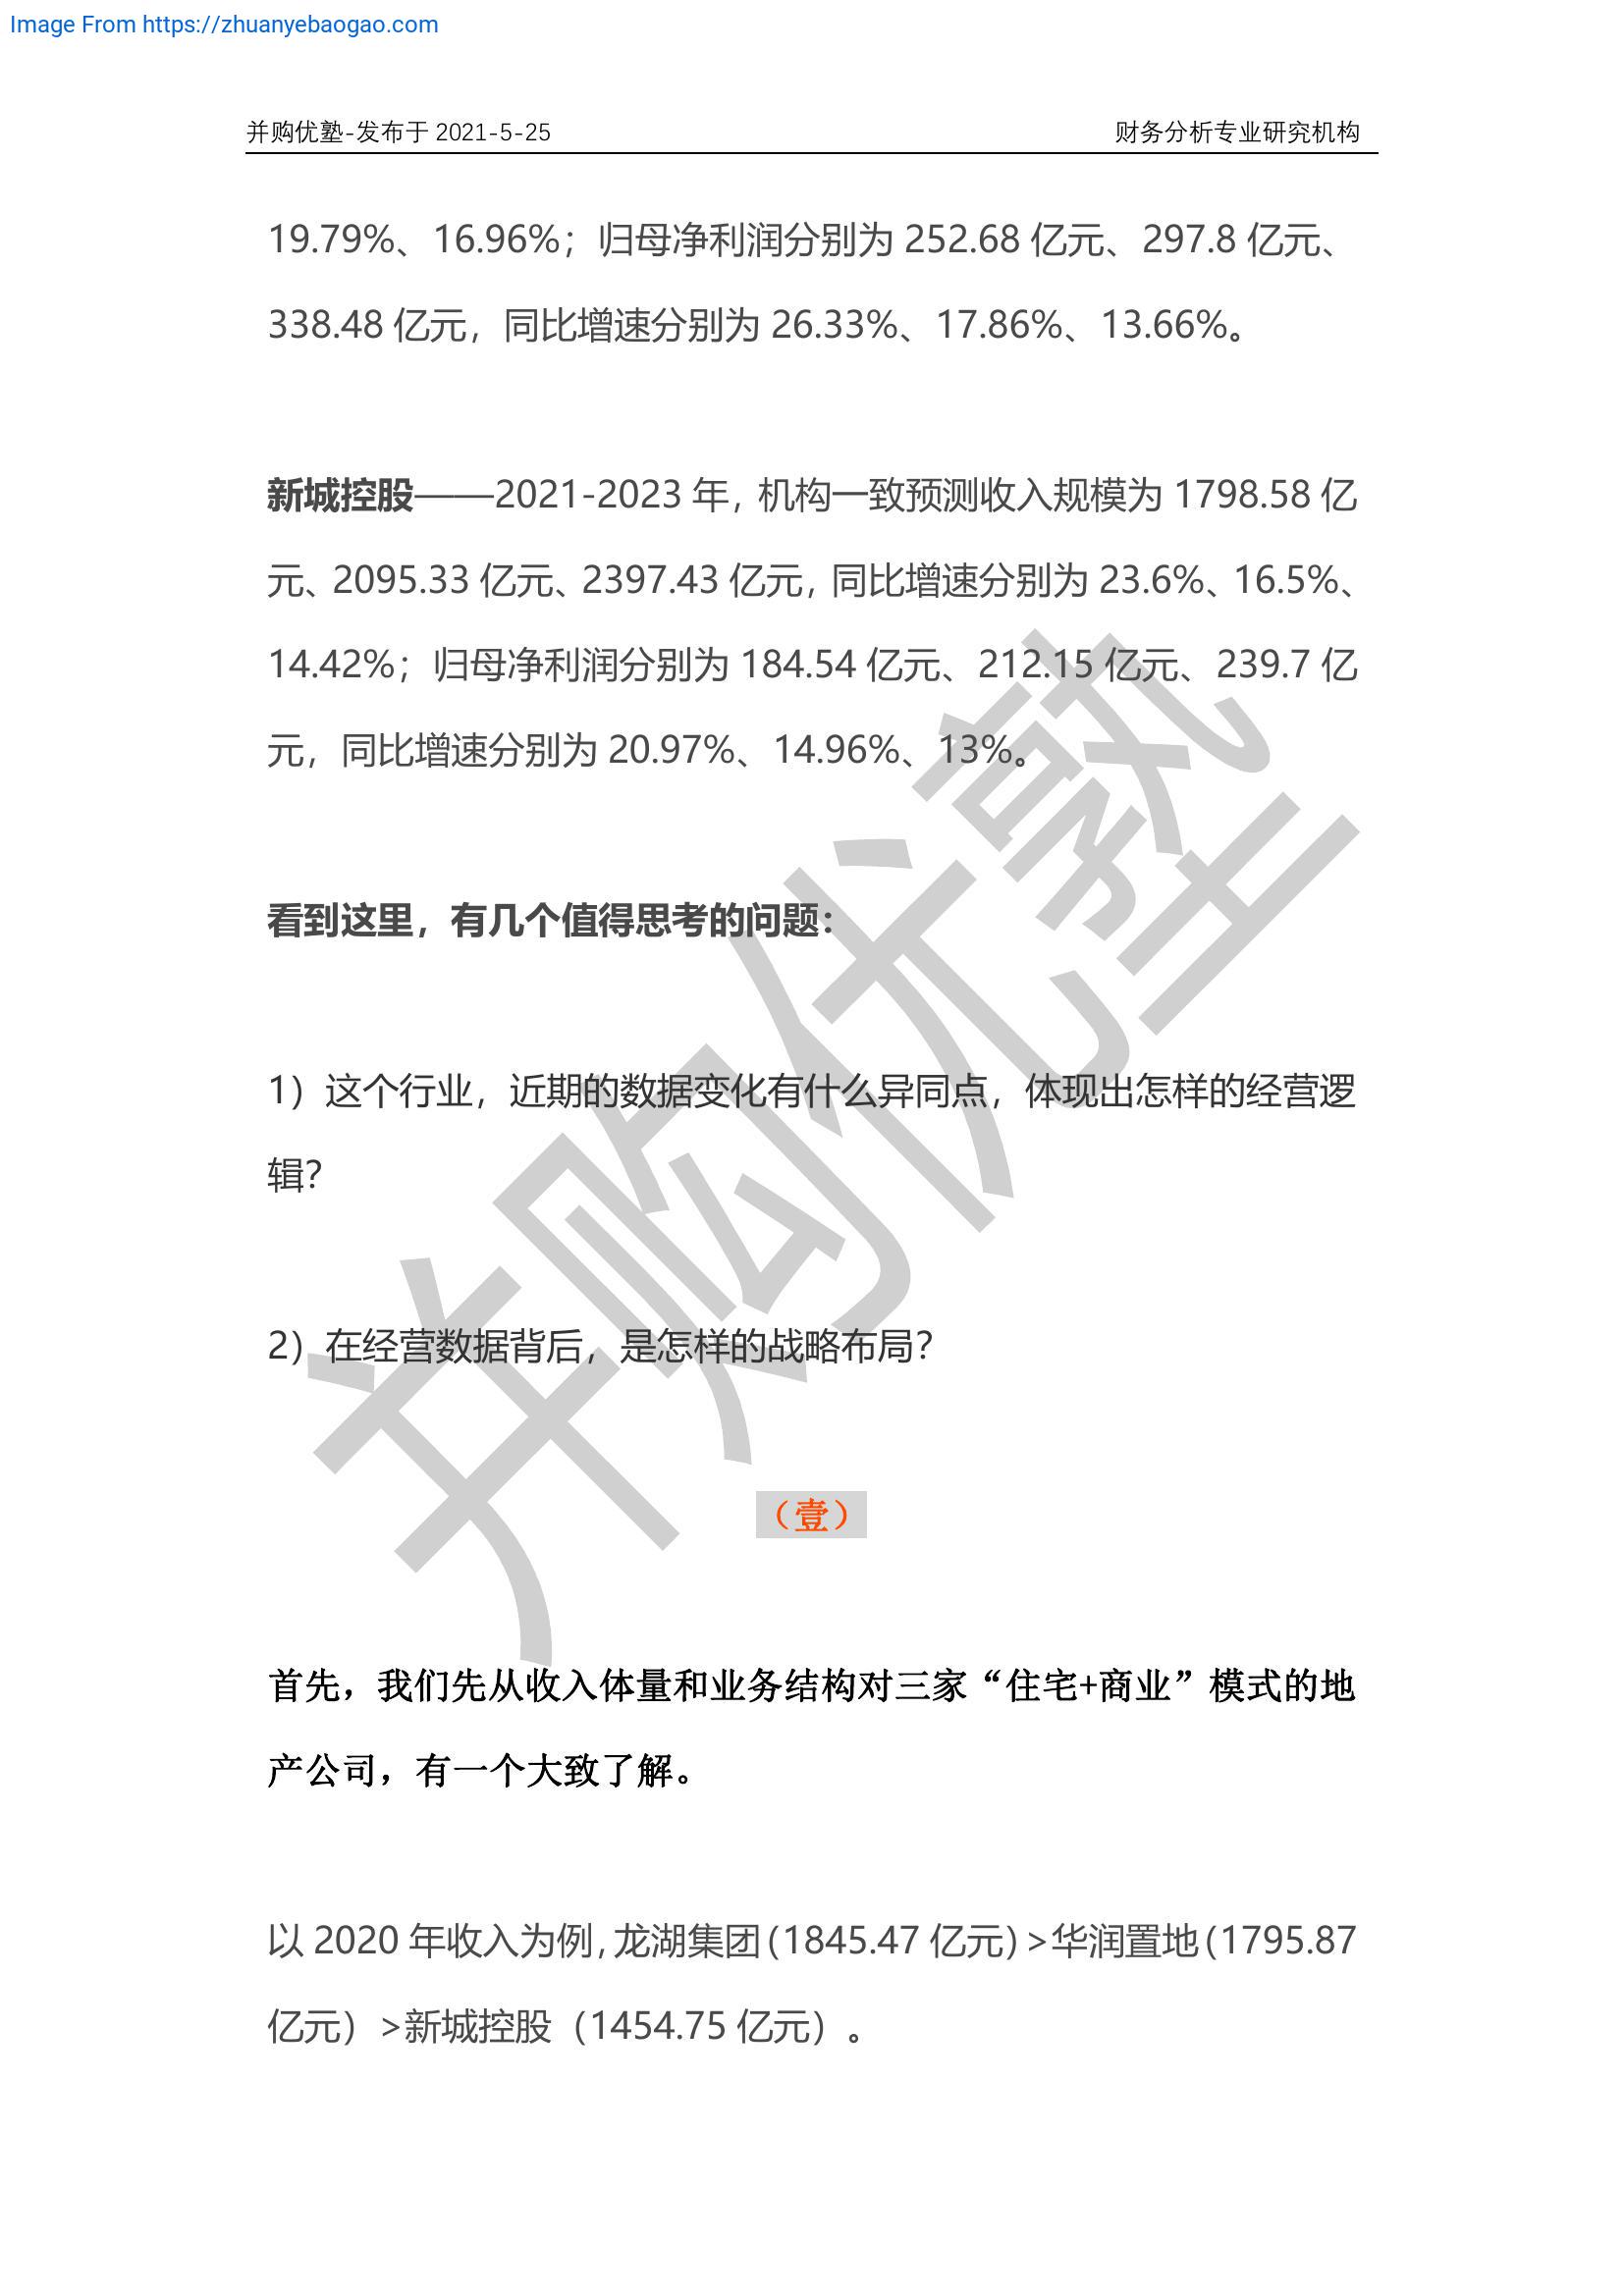 Image From https://zhuanyebaogao.com
并购优塾-发布于 2021-5-25 财务分析专业研究机构
19.79%、16.96%；归母净利润分别为 252.68 亿元、297.8 亿元、
338.48 亿元，同比增速分别为 26.33%、17.86%、13.66%。
新城控股——2021-2023 年，机构一致预测收入规模为 1798.58 亿
元、2095.33 亿元、2397.43 亿元，同比增速分别为 23.6%、16.5%、
14.42%；归母净利润分别为 184.54 亿元、212.15 亿元、239.7 亿
元，同比增速分别为 20.97%、14.96%、13%。
看到这里，有几个值得思考的问题：
1）这个行业，近期的数据变化有什么异同点，体现出怎样的经营逻
辑？
2）在经营数据背后，是怎样的战略布局？
（壹）
首先，我们先从收入体量和业务结构对三家“住宅+商业”模式的地
产公司，有一个大致了解。
以 2020 年收入为例，龙湖集团（1845.47 亿元）>华润置地（1795.87
亿元）>新城控股（1454.75 亿元）。
并购优塾